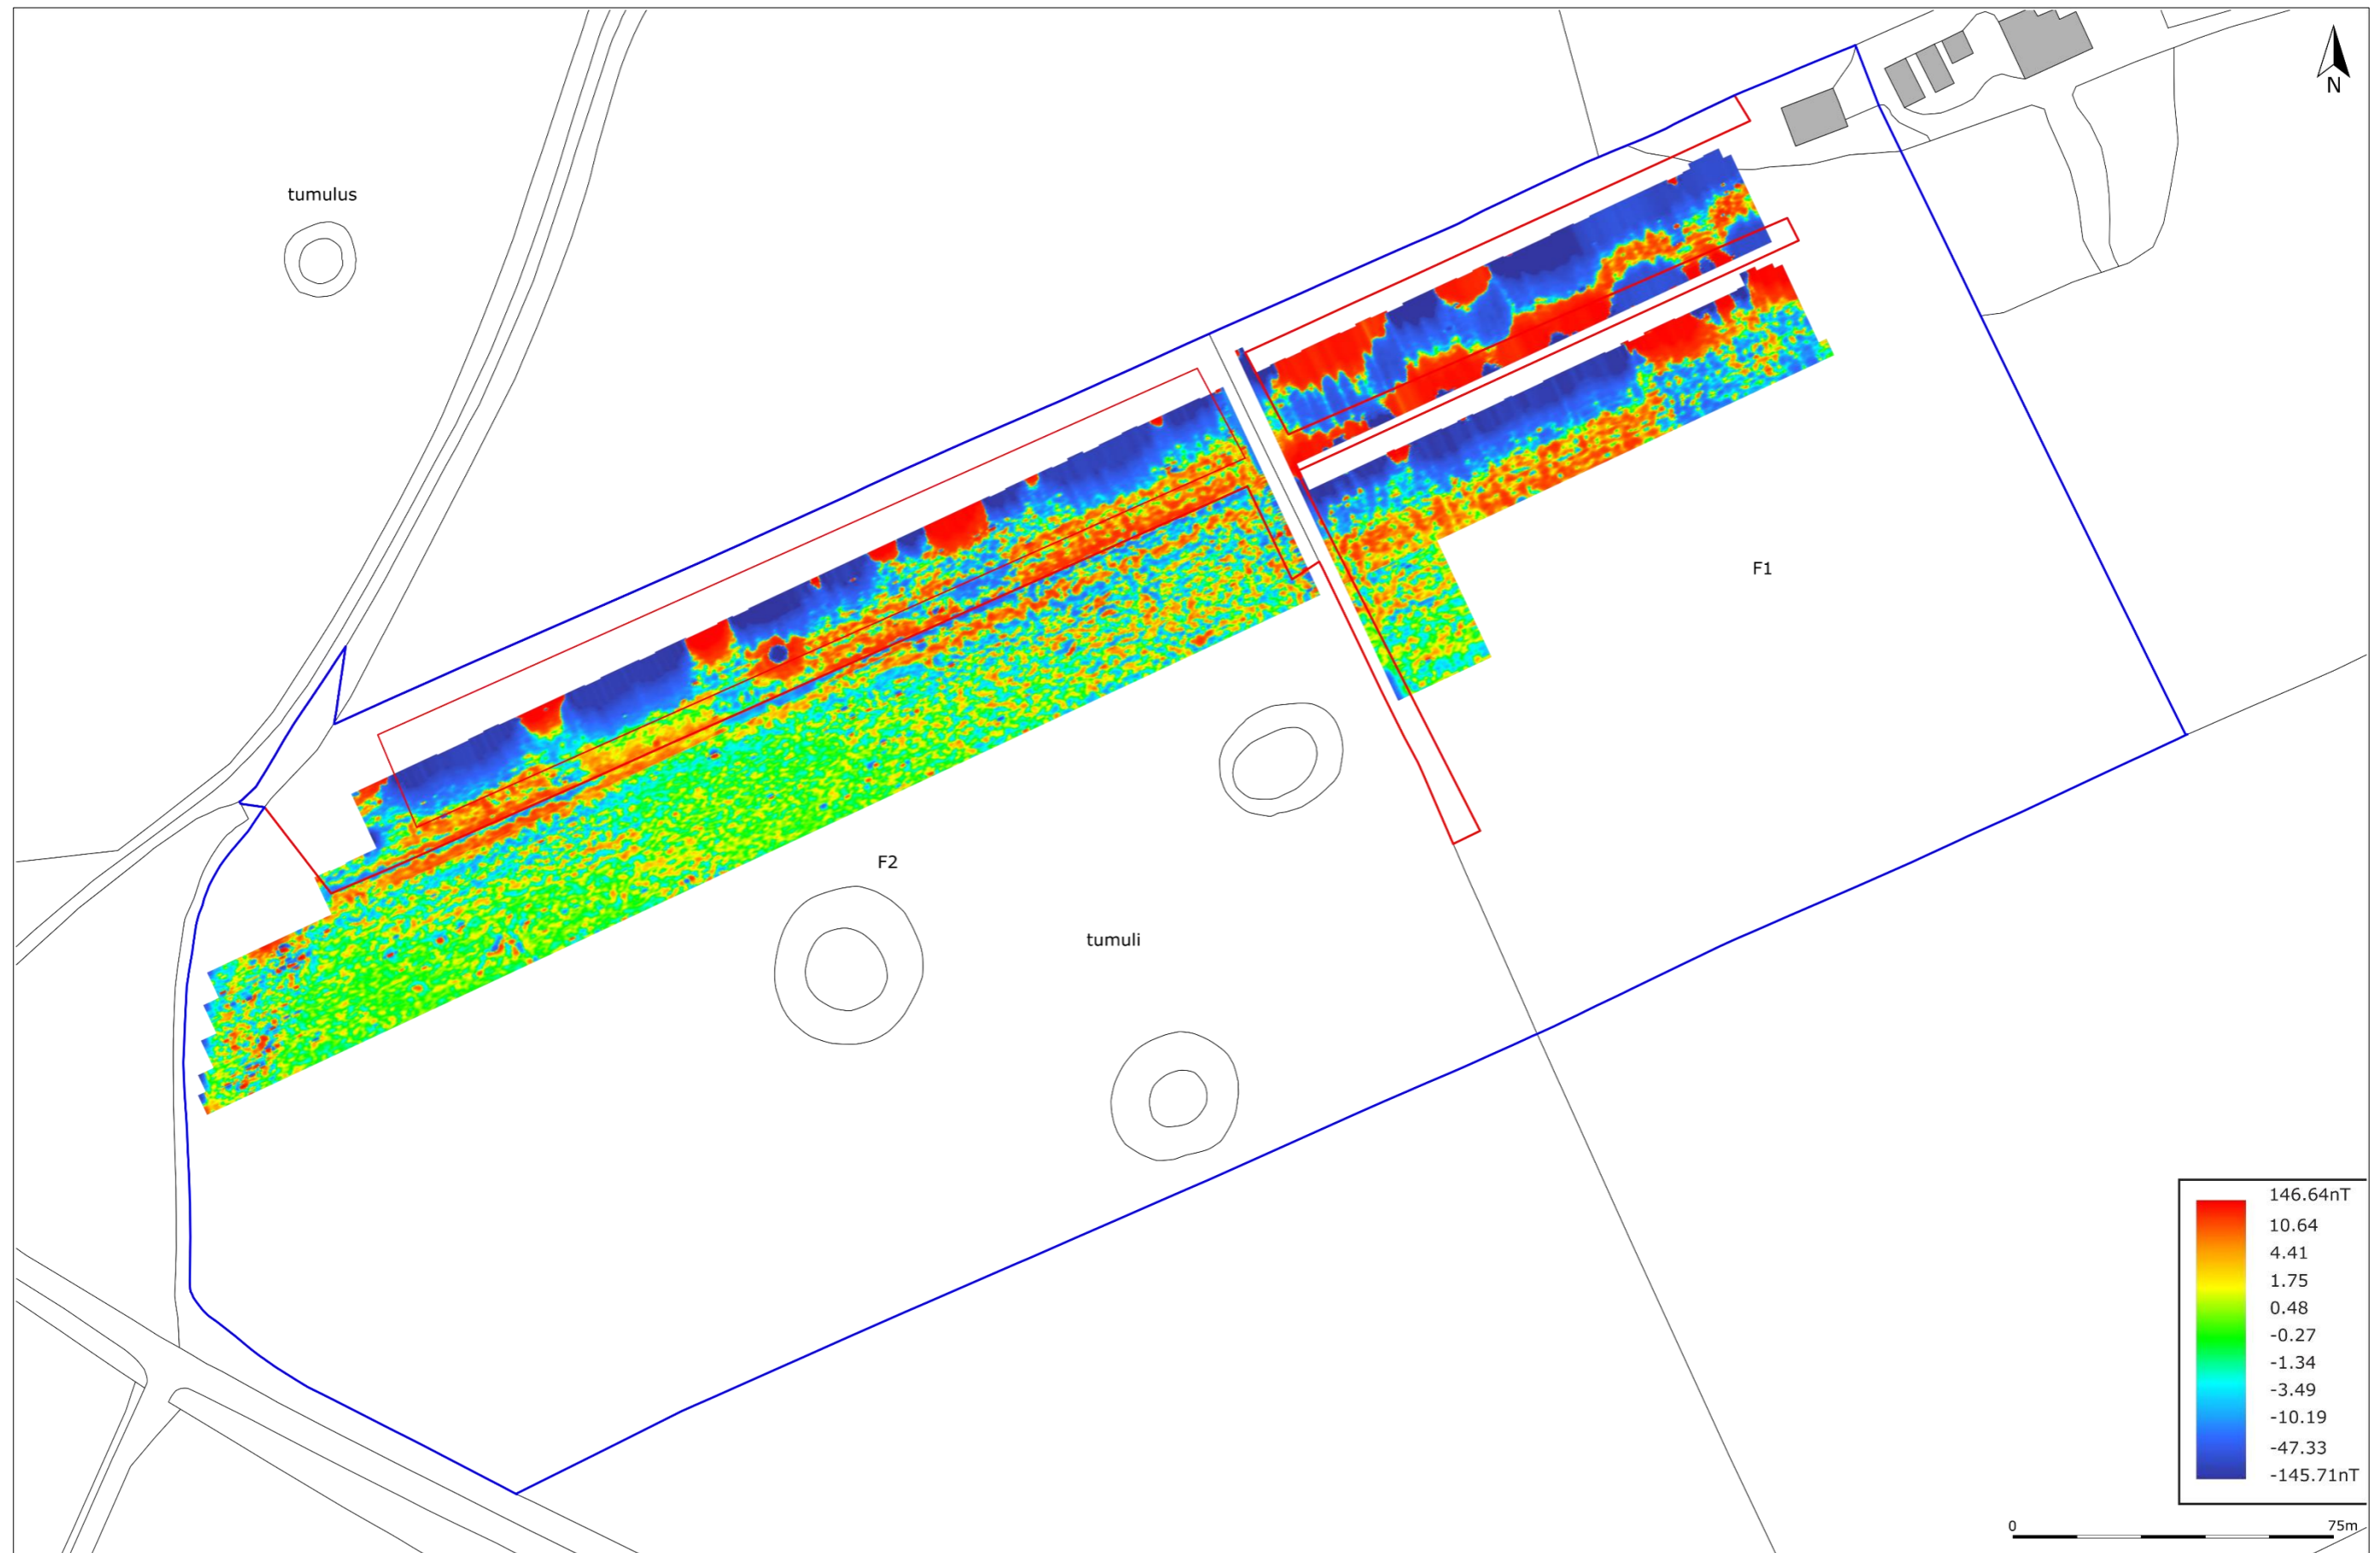 N
tumulus
F1
F2
tumuli
146.64nT
10.64
4.41
1.75
0.48
-0.27
-1.34
-3.49
-10.19
-47.33
-145.71nT
0 75m